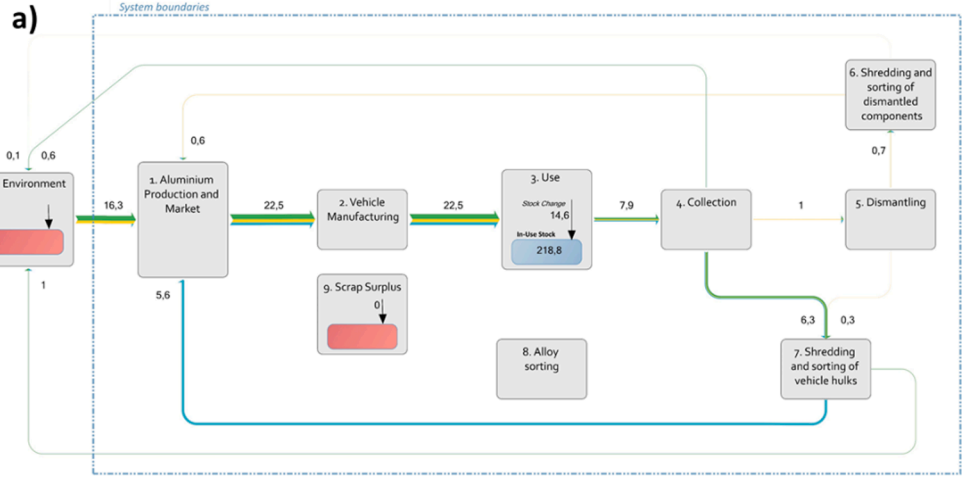 a)
System boundaries
6. Shredding and
sorting of
dismantled
components
0,1
0,6
0,6
0,7
Environment
16,3
1. Aluminium
Production and
Market
22,5
2. Vehicle
Manufacturing
22,5
3. Use
Stock Change
14,6
In-Use Stock
218,8
7,9
4. Collection
1
5. Dismantling
1
5,6
9. Scrap Surplus
0
6,3
0,3
8. Alloy
sorting
7. Shredding
and sorting of
vehicle hulks